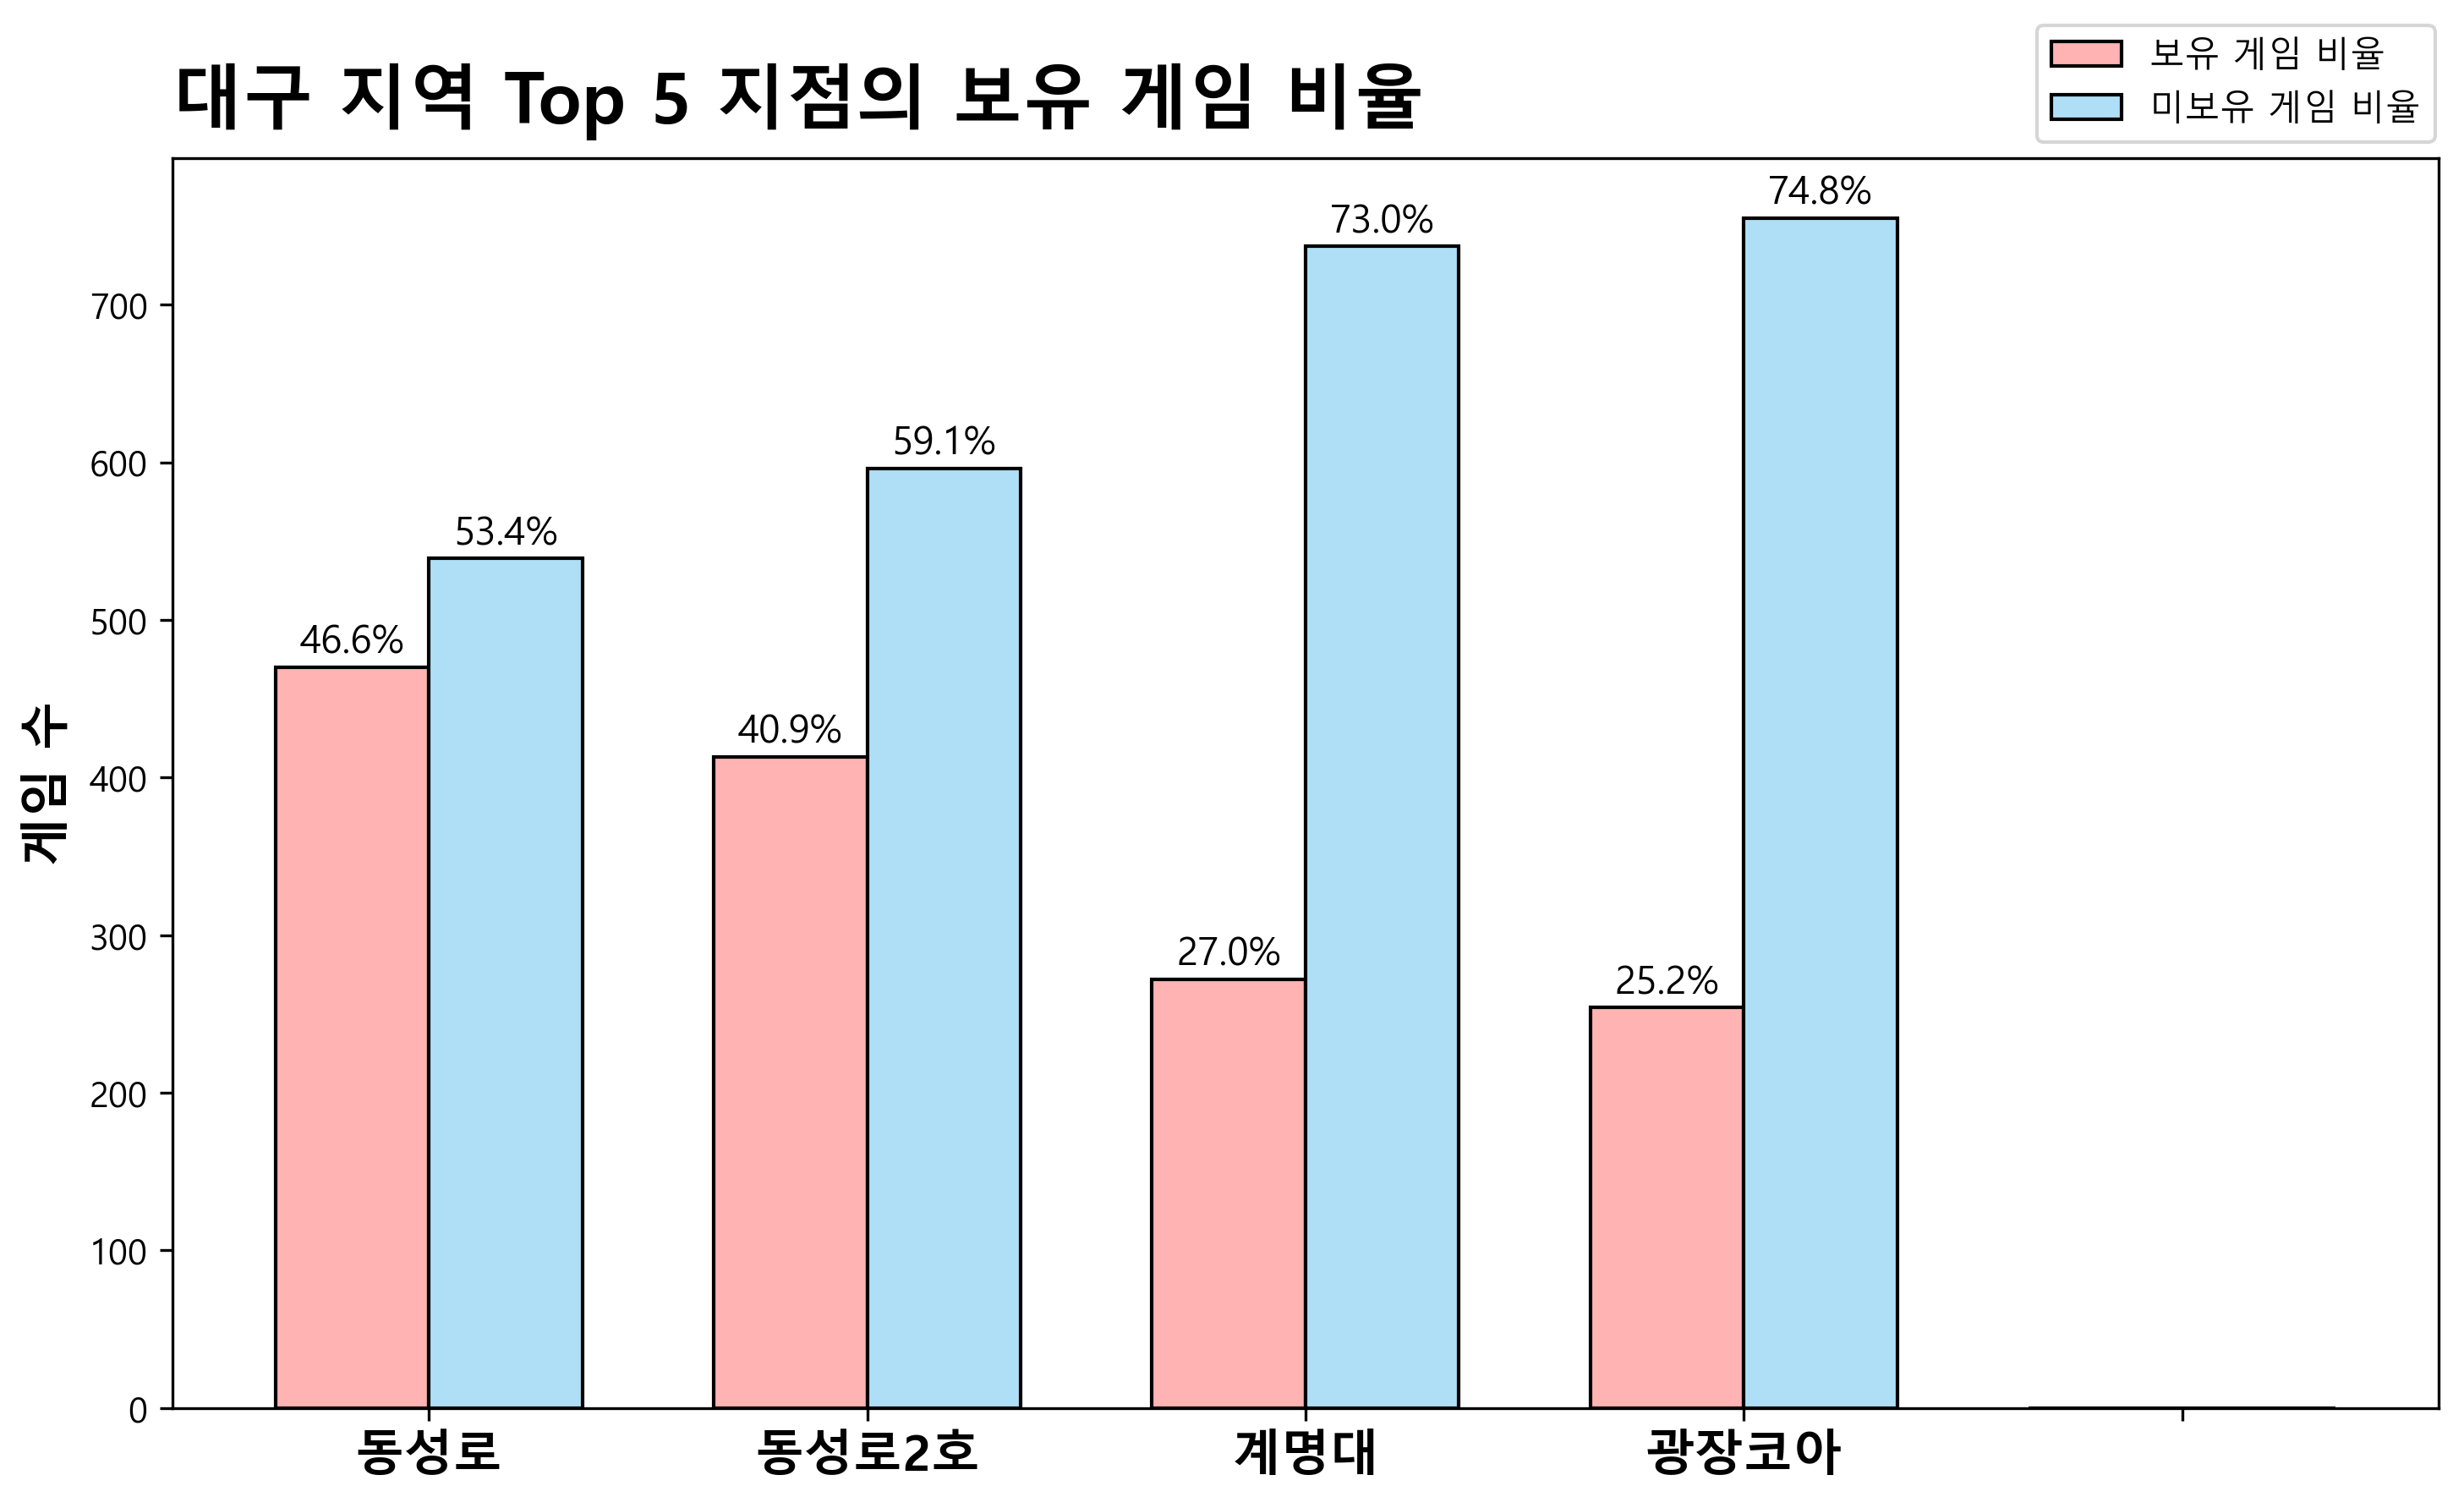 대구 지역 Top 5 지점의 보유 게임 비율
보유 게임 비율
미보유 게임 비율
게임 수
700
600
500
400
300
200
100
0
46.6%
53.4%
40.9%
59.1%
27.0%
73.0%
25.2%
74.8%
동성로
동성로2호
계명대
광장코아